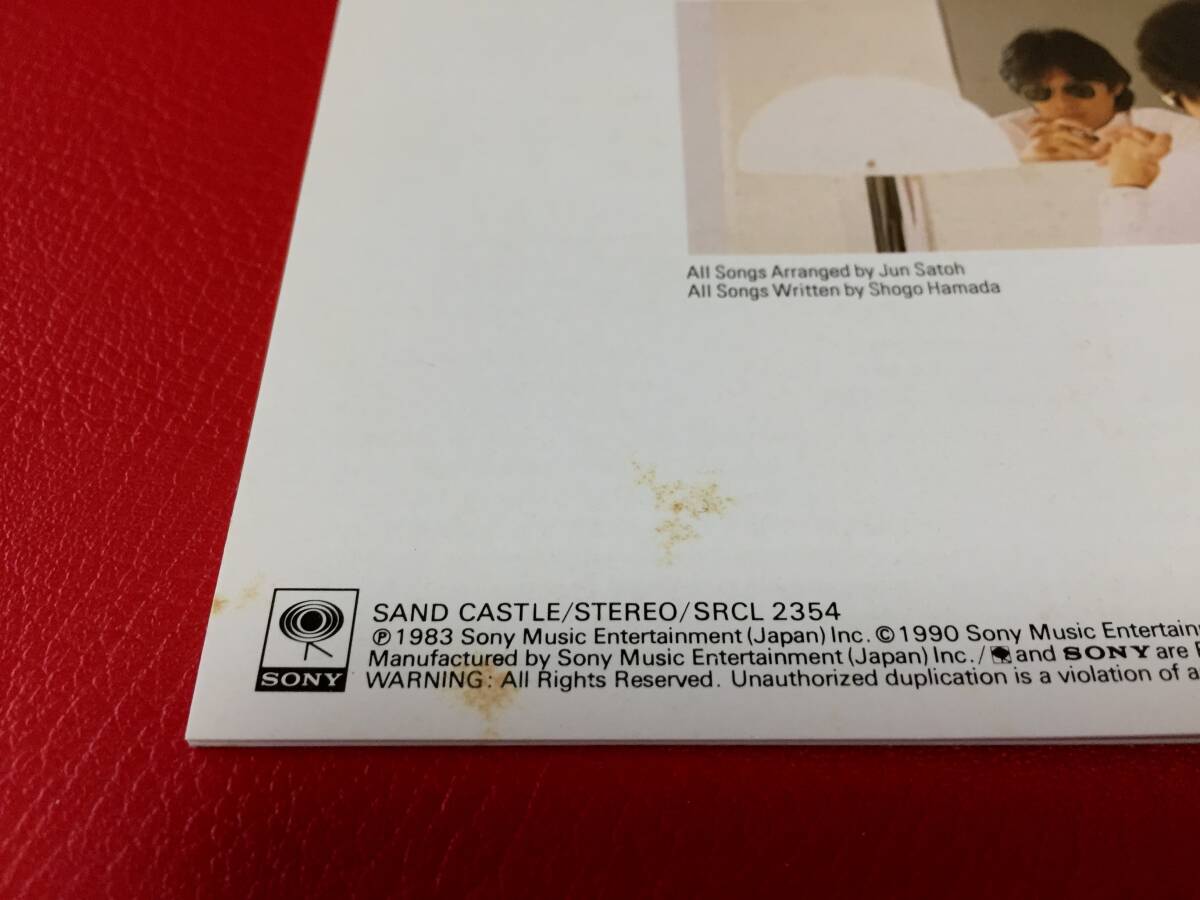 All Songs Arranged by Jun Satoh
All Songs Written by Shogo Hamada
SAND CASTLE/STEREO/SRCL 2354
℗1983 Sony Music Entertainment (Japan) Inc. ©1990 Sony Music
Manufactured by Sony Music Entertainment (Japan) Inc./ and SONY are
WARNING: All Rights Reserved. Unauthorized duplication is a violation of
SONY